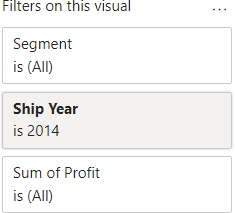 Filters on this visual
...
Segment
is (All)
Ship Year
is 2014
Sum of Profit
is (All)